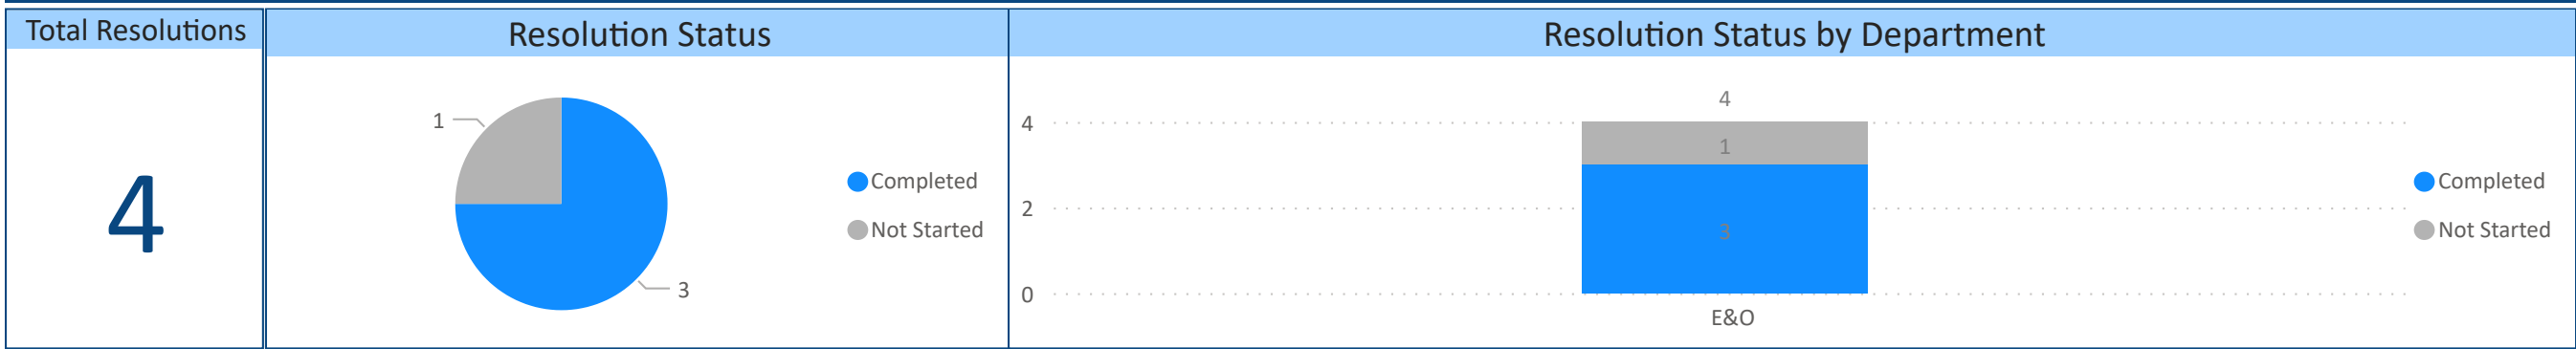 Total Resolutions
4
Resolution Status
1
3
Completed
Not Started
Resolution Status by Department
4
4
2
0
1
3
E&O
Completed
Not Started